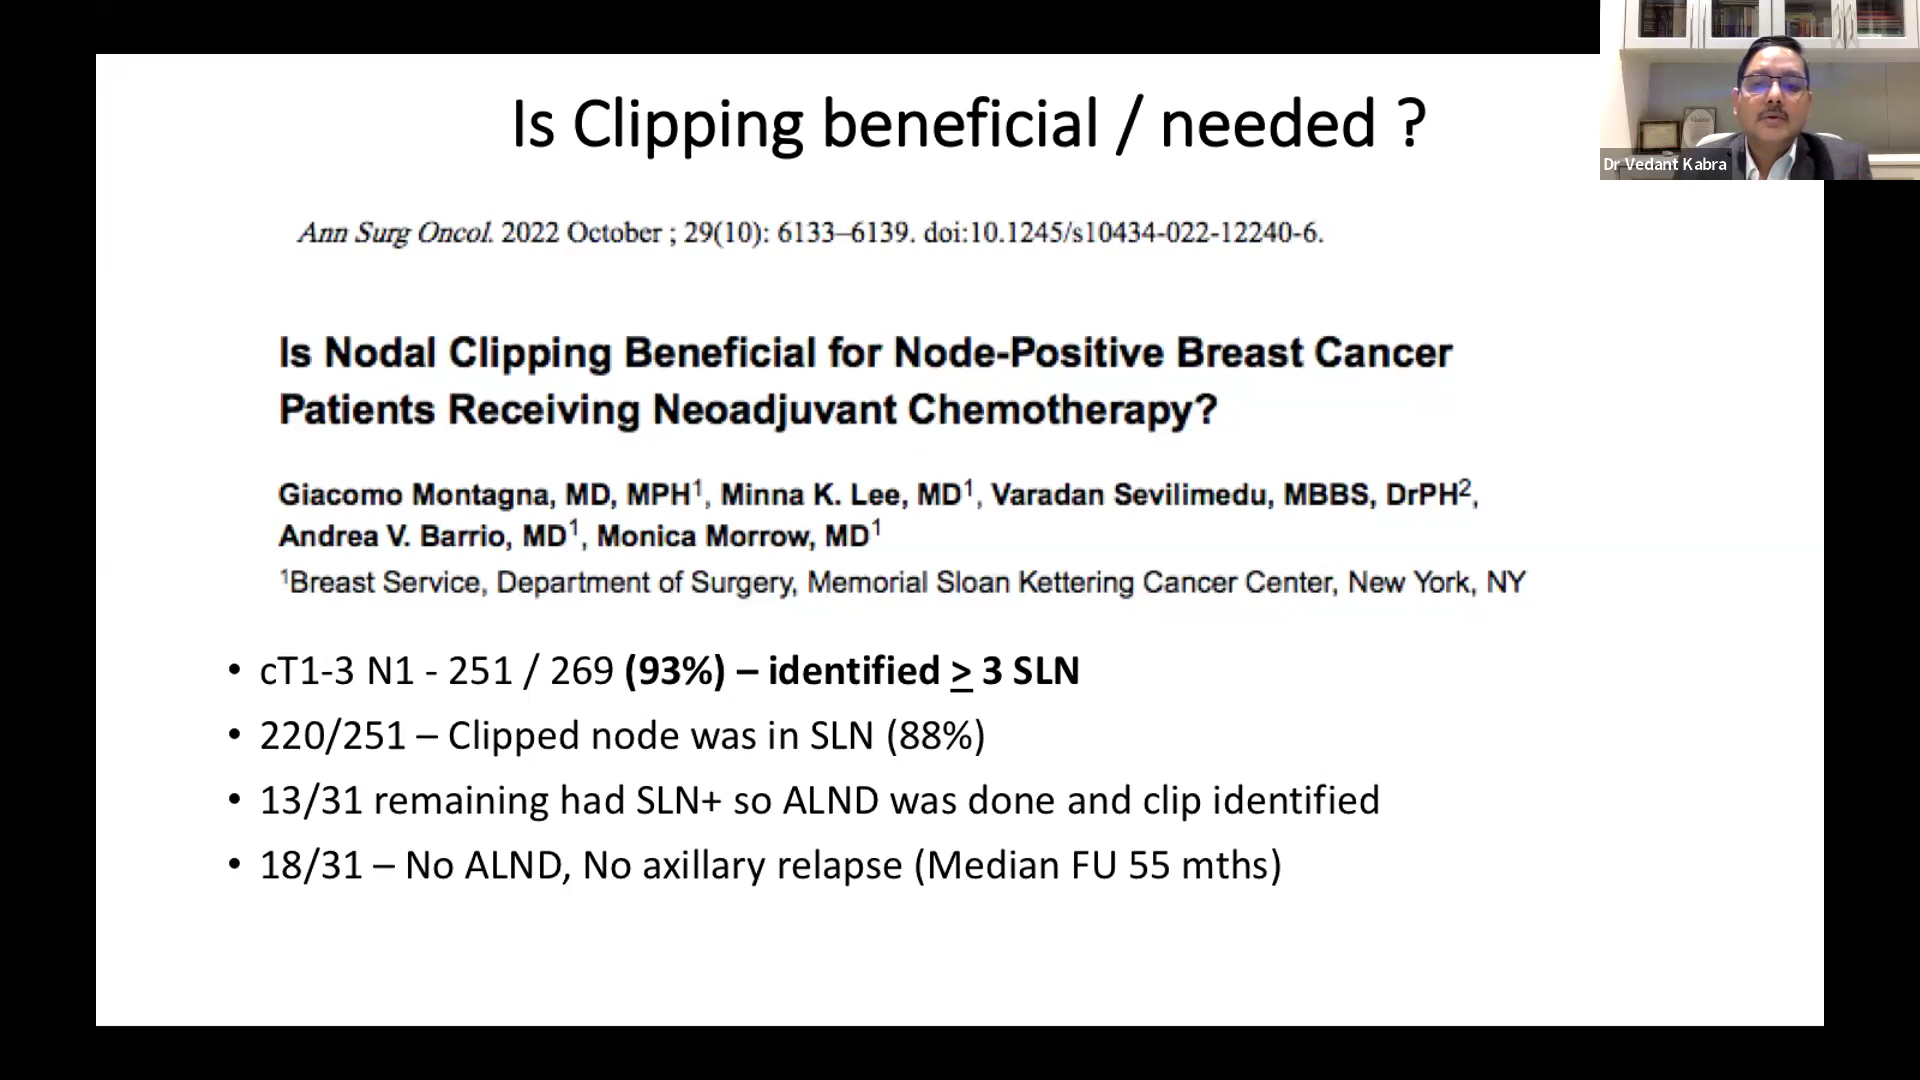 Is Clipping beneficial / needed ?
Dr Vedant Kabra
Ann Surg Oncol. 2022 October ; 29(10): 6133–6139. doi:10.1245/s10434-022-12240-6.
Is Nodal Clipping Beneficial for Node-Positive Breast Cancer
Patients Receiving Neoadjuvant Chemotherapy?
Giacomo Montagna, MD, MPH1, Minna K. Lee, MD1, Varadan Sevilimedu, MBBS, DrPH2,
Andrea V. Barrio, MD1, Monica Morrow, MD1
1Breast Service, Department of Surgery, Memorial Sloan Kettering Cancer Center, New York, NY
• cT1-3 N1 - 251 / 269 (93%) – identified > 3 SLN
• 220/251 – Clipped node was in SLN (88%)
• 13/31 remaining had SLN+ so ALND was done and clip identified
• 18/31 – No ALND, No axillary relapse (Median FU 55 mths)